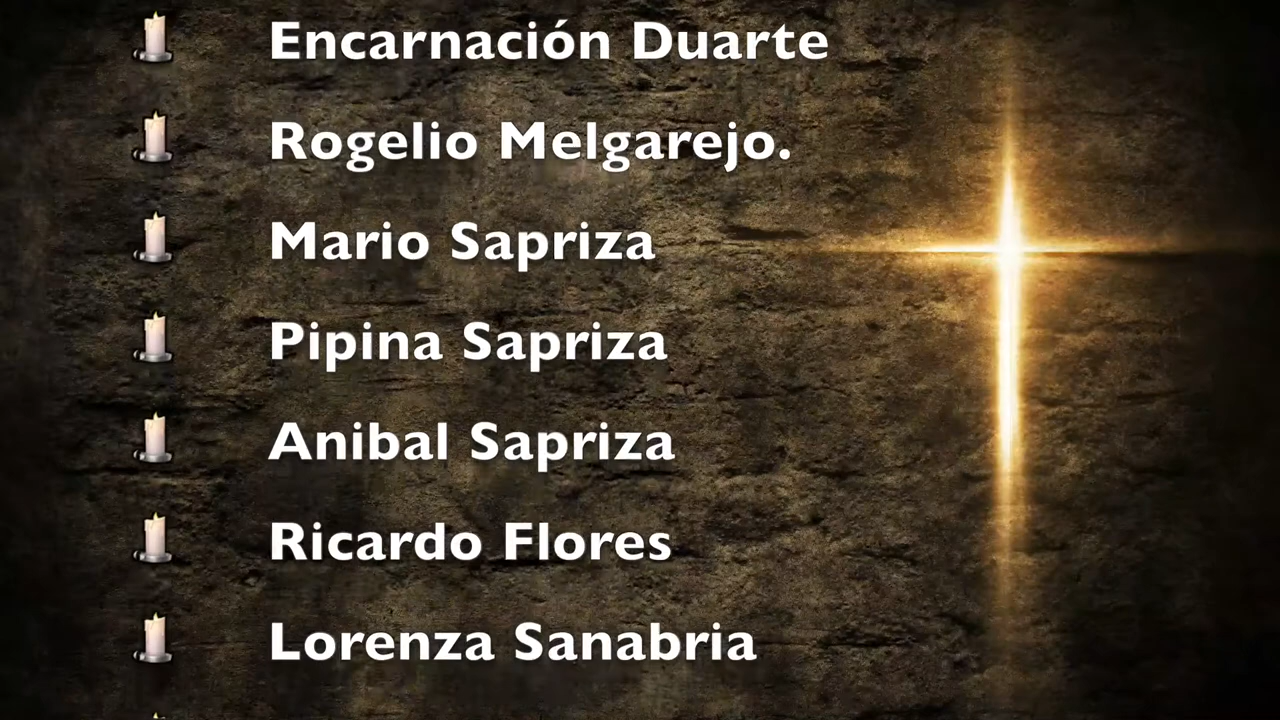 Encarnación Duarte
Rogelio Melgarejo.
Mario Sapriza
Pipina Sapriza
Anibal Sapriza
Ricardo Flores
Lorenza Sanabria